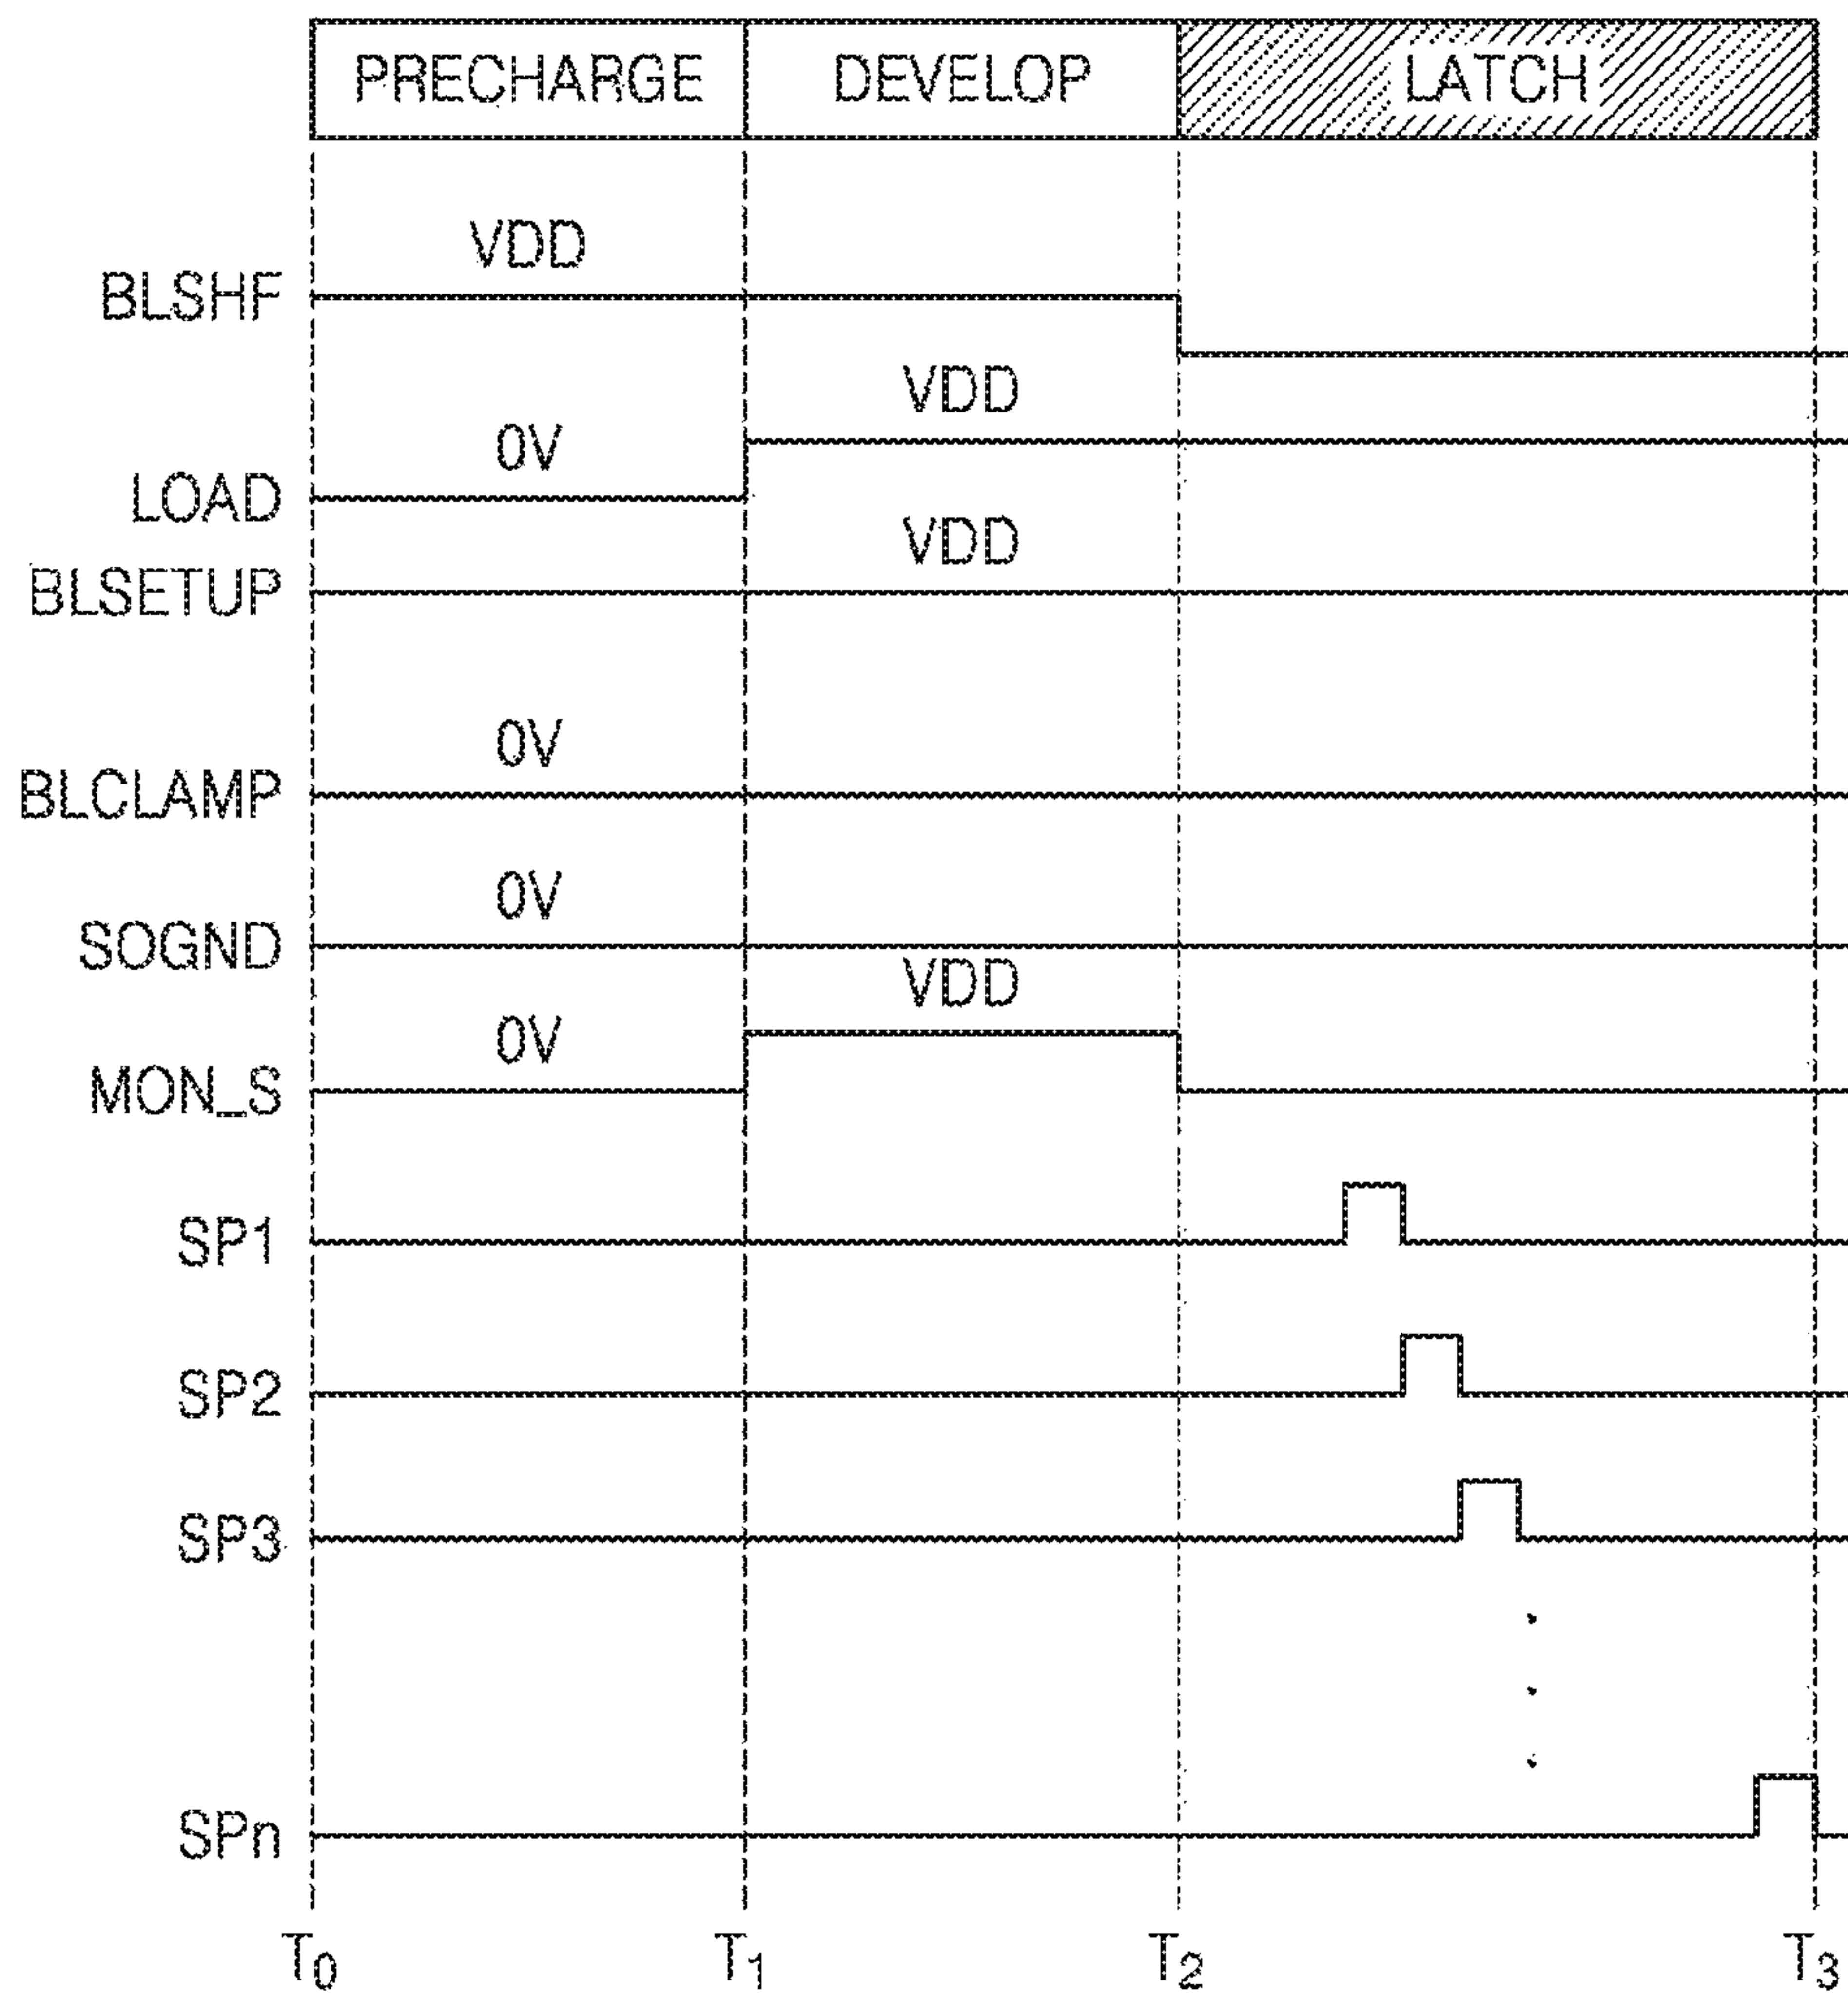 PRECHARGE DEVELOP LATCH
VDD
BLSHF
VDD
0V
LOAD
VDD
BLSETUP
0V
BLCLAMP
0V
SOGND
VDD
0V
MON_S
SP1
SP2
SP3
SPn
T0 T1 T2 T3